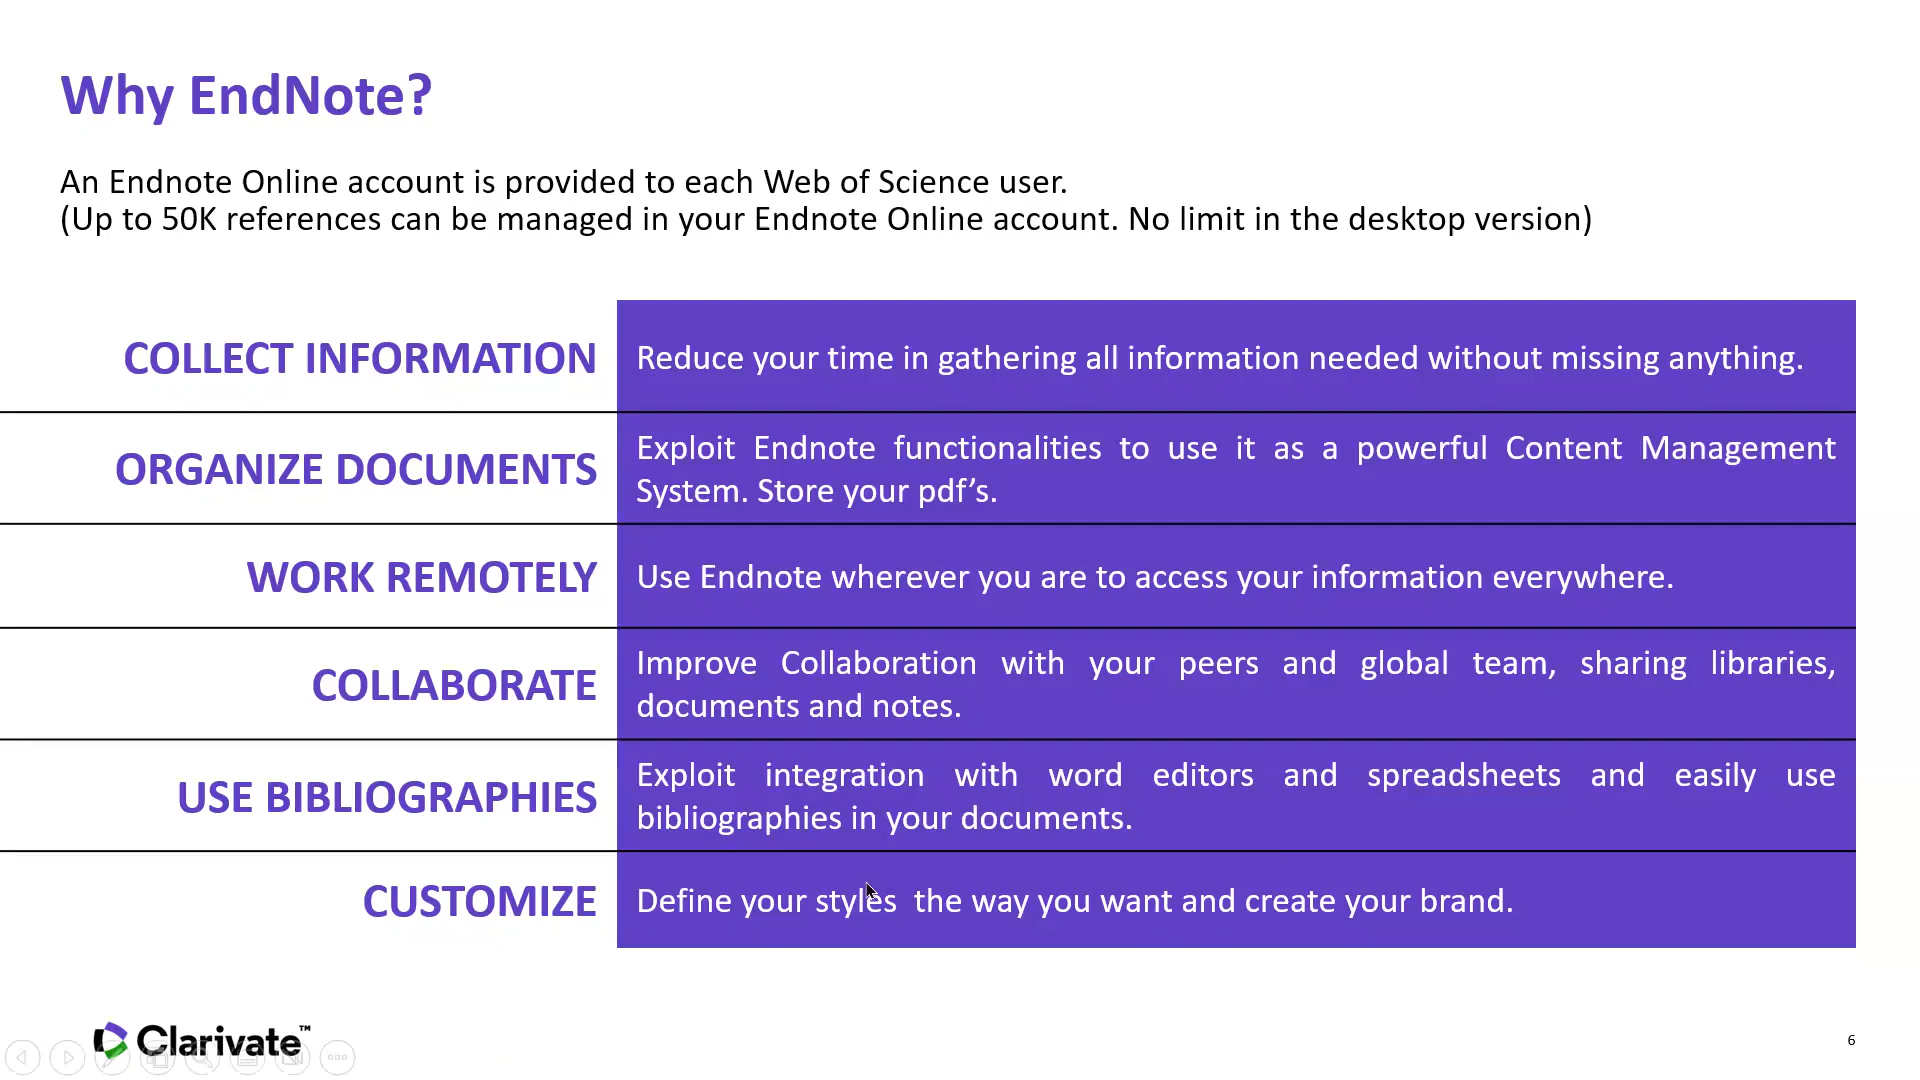 Why EndNote?
An Endnote Online account is provided to each Web of Science user.
(Up to 50K references can be managed in your Endnote Online account. No limit in the desktop version)
COLLECT INFORMATION
Reduce your time in gathering all information needed without missing anything.
ORGANIZE DOCUMENTS
Exploit Endnote functionalities to use it as a powerful Content Management
System. Store your pdf’s.
WORK REMOTELY
Use Endnote wherever you are to access your information everywhere.
COLLABORATE
Improve Collaboration with your peers and global team, sharing libraries,
documents and notes.
USE BIBLIOGRAPHIES
Exploit integration with word editors and spreadsheets and easily use
bibliographies in your documents.
CUSTOMIZE
Define your styles  the way you want and create your brand.
Clarivate™
6